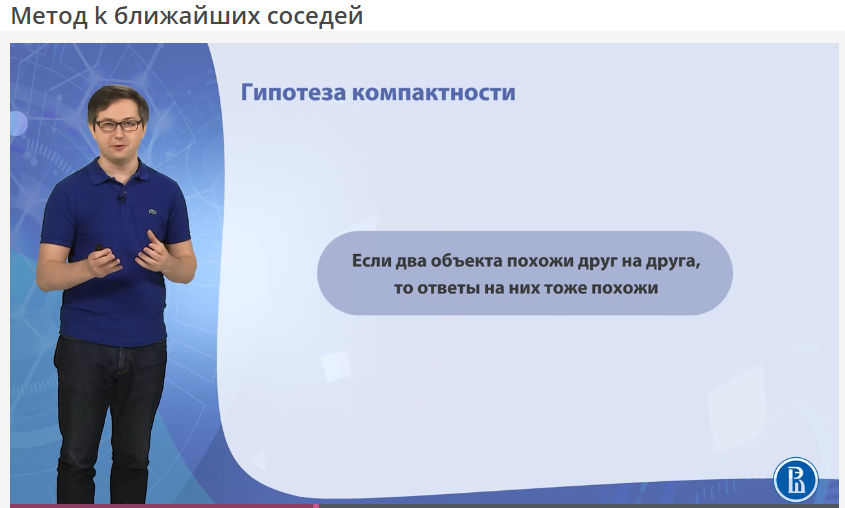 Метод k ближайших соседей
Гипотеза компактности
Если два объекта похожи друг на друга,
то ответы на них тоже похожи